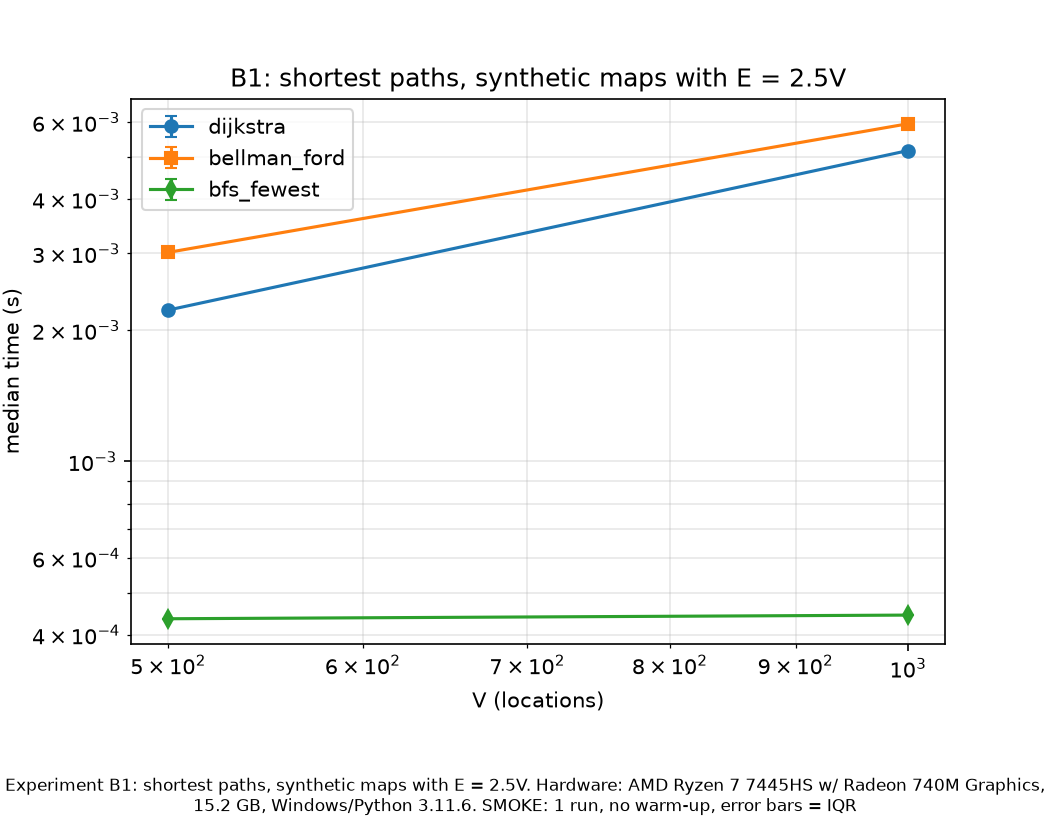 B1: shortest paths, synthetic maps with E = 2.5V
dijkstra
bellman_ford
bfs_fewest
median time (s)
6 × 10⁻³
4 × 10⁻³
3 × 10⁻³
2 × 10⁻³
10⁻³
6 × 10⁻⁴
4 × 10⁻⁴
5 × 10² 6 × 10² 7 × 10² 8 × 10² 9 × 10² 10³
V (locations)
Experiment B1: shortest paths, synthetic maps with E = 2.5V. Hardware: AMD Ryzen 7 7445HS w/ Radeon 740M Graphics,
15.2 GB, Windows/Python 3.11.6. SMOKE: 1 run, no warm-up, error bars = IQR